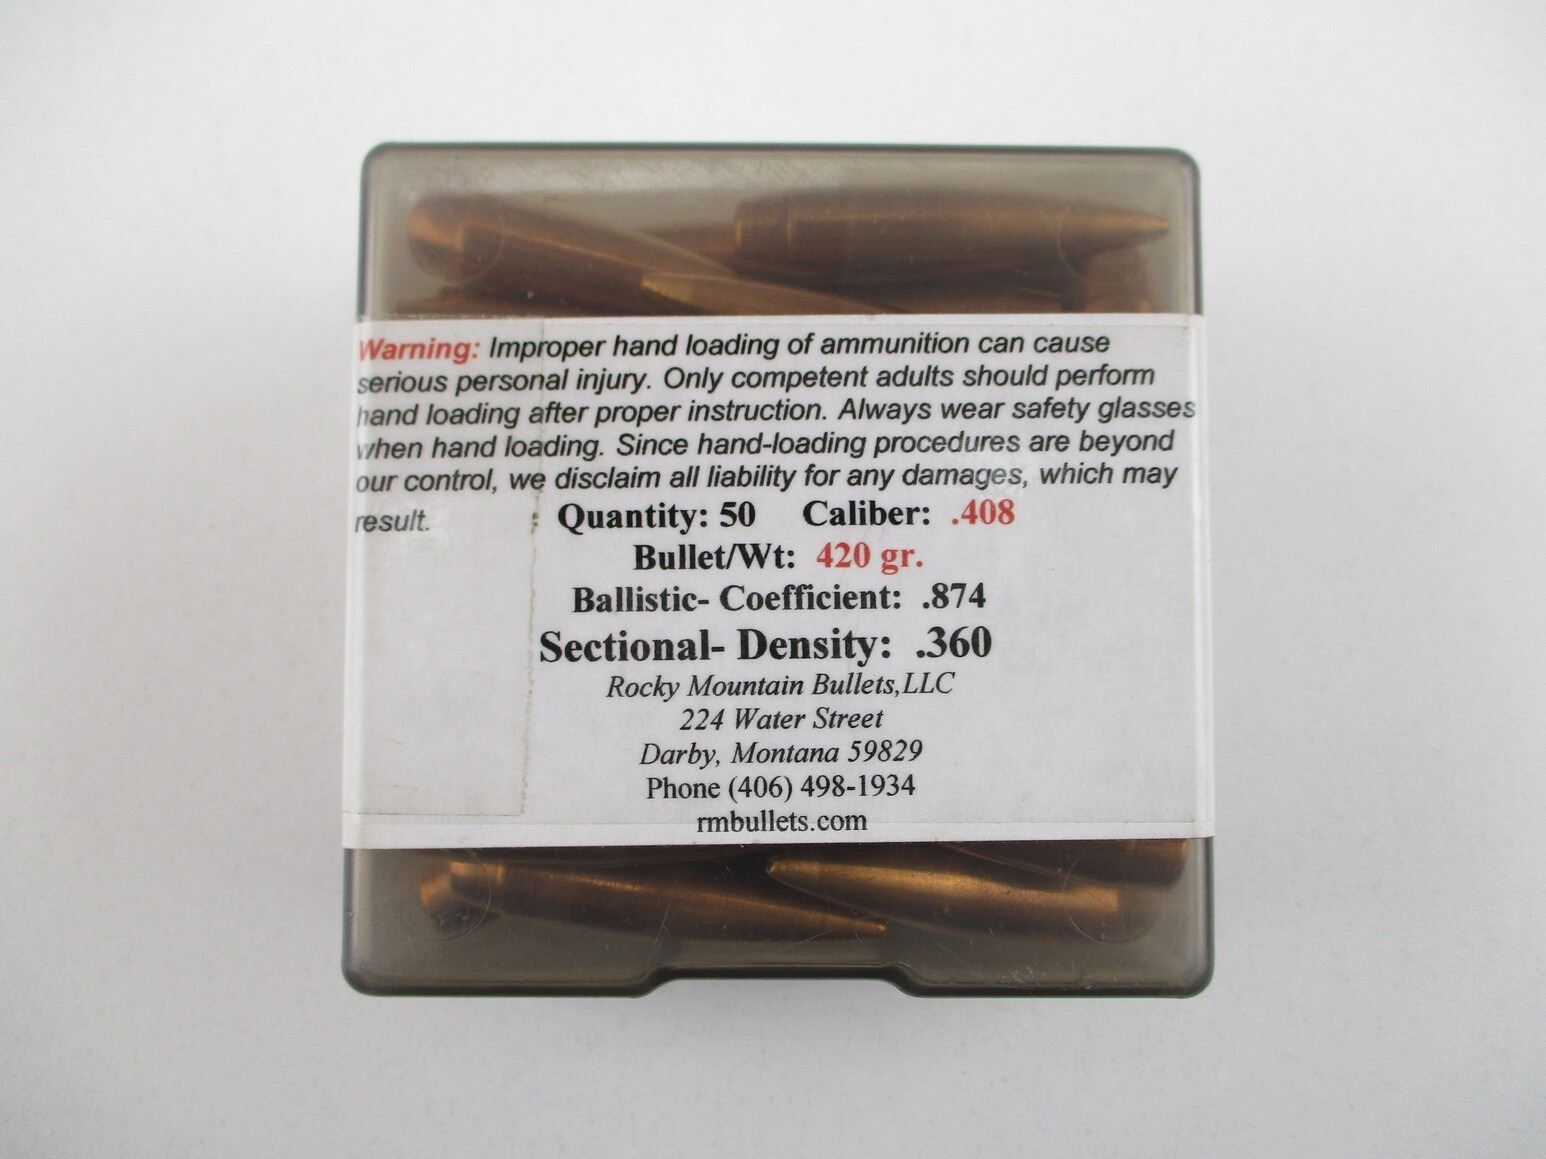 Warning: Improper hand loading of ammunition can cause
serious personal injury. Only competent adults should perform
hand loading after proper instruction. Always wear safety glasses
when hand loading. Since hand-loading procedures are beyond
our control, we disclaim all liability for any damages, which may
result.
Quantity: 50 Caliber: .408
Bullet/Wt: 420 gr.
Ballistic- Coefficient: .874
Sectional- Density: .360
Rocky Mountain Bullets,LLC
224 Water Street
Darby, Montana 59829
Phone (406) 498-1934
rmbullets.com